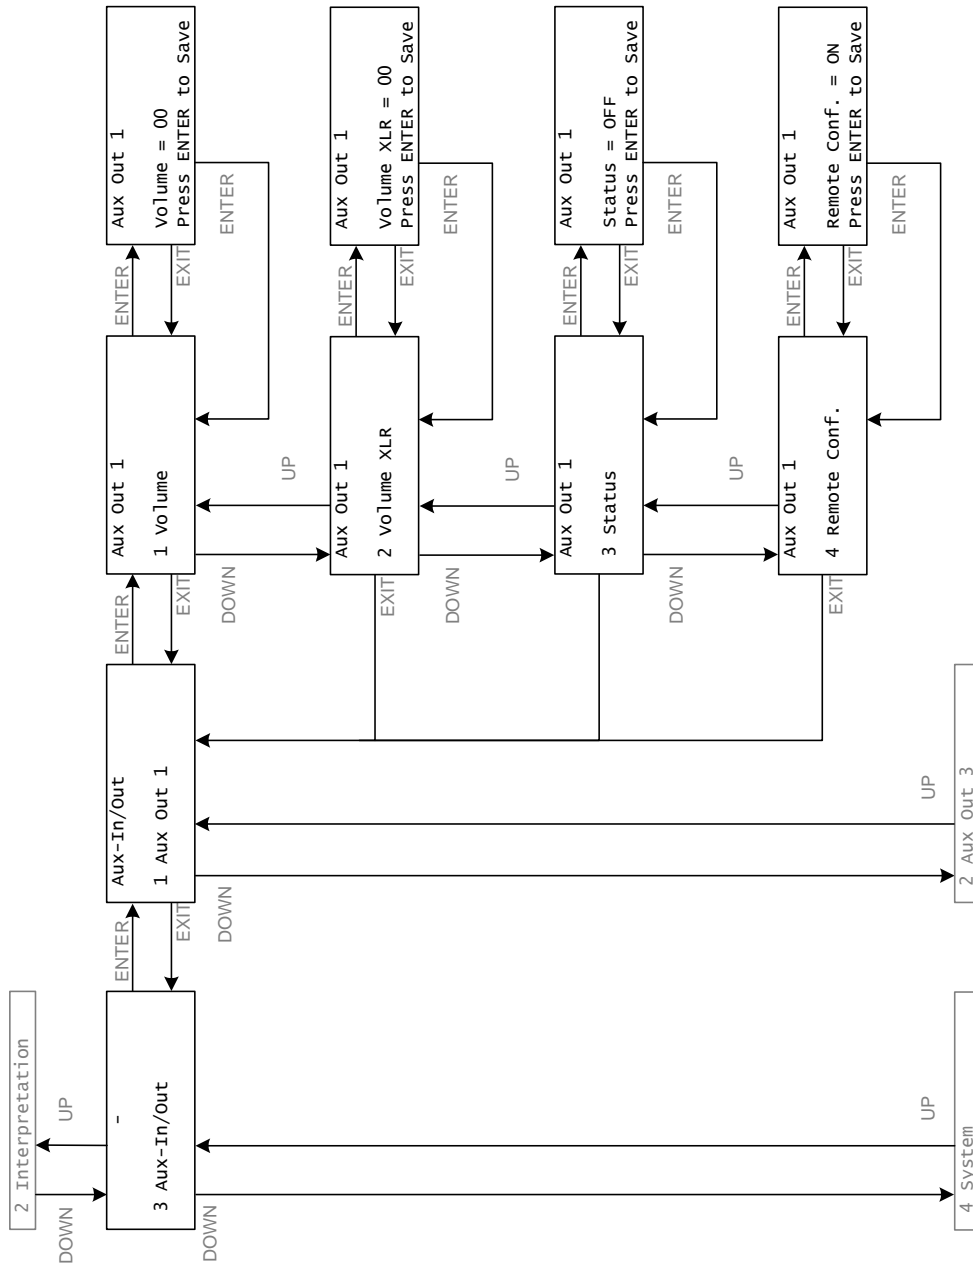 2 Interpretation
DOWN
UP
-
3 Aux-In/Out
ENTER
EXIT
DOWN
UP
4 System
Aux-In/Out
1 Aux Out 1
ENTER
EXIT
DOWN
UP
2 Aux Out 3
Aux Out 1
1 Volume
ENTER
EXIT
Aux Out 1
Volume = 00
Press ENTER to Save
ENTER
DOWN
UP
Aux Out 1
2 Volume XLR
EXIT
ENTER
EXIT
Aux Out 1
Volume XLR = 00
Press ENTER to Save
ENTER
DOWN
UP
Aux Out 1
3 Status
ENTER
EXIT
Aux Out 1
Status = OFF
Press ENTER to Save
ENTER
DOWN
UP
Aux Out 1
4 Remote Conf.
EXIT
ENTER
EXIT
Aux Out 1
Remote Conf. = ON
Press ENTER to Save
ENTER